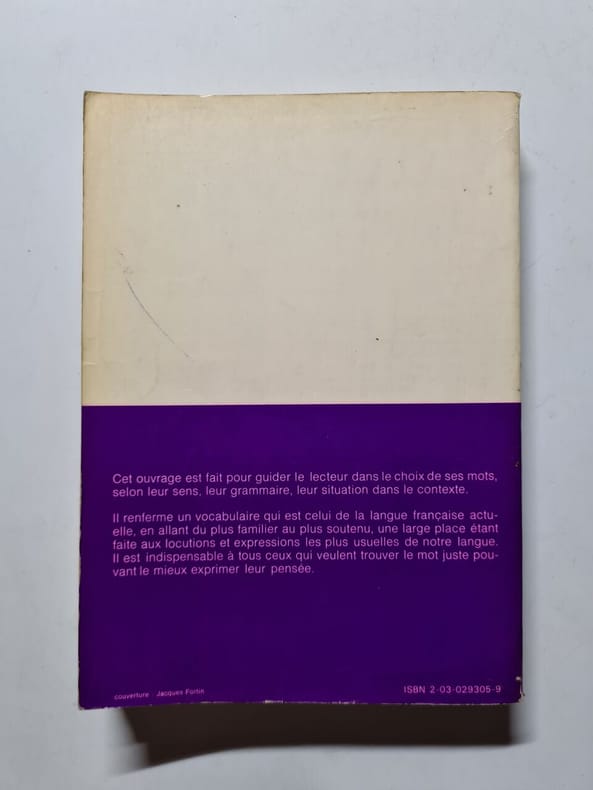 Cet ouvrage est fait pour guider le lecteur dans le choix de ses mots,
selon leur sens, leur grammaire, leur situation dans le contexte.
Il renferme un vocabulaire qui est celui de la langue française actu-
elle, en allant du plus familier au plus soutenu, une large place étant
faite aux locutions et expressions les plus usuelles de notre langue.
Il est indispensable à tous ceux qui veulent trouver le mot juste pou-
vant le mieux exprimer leur pensée.
couverture : Jacques Fortin
ISBN 2-03-029305-9